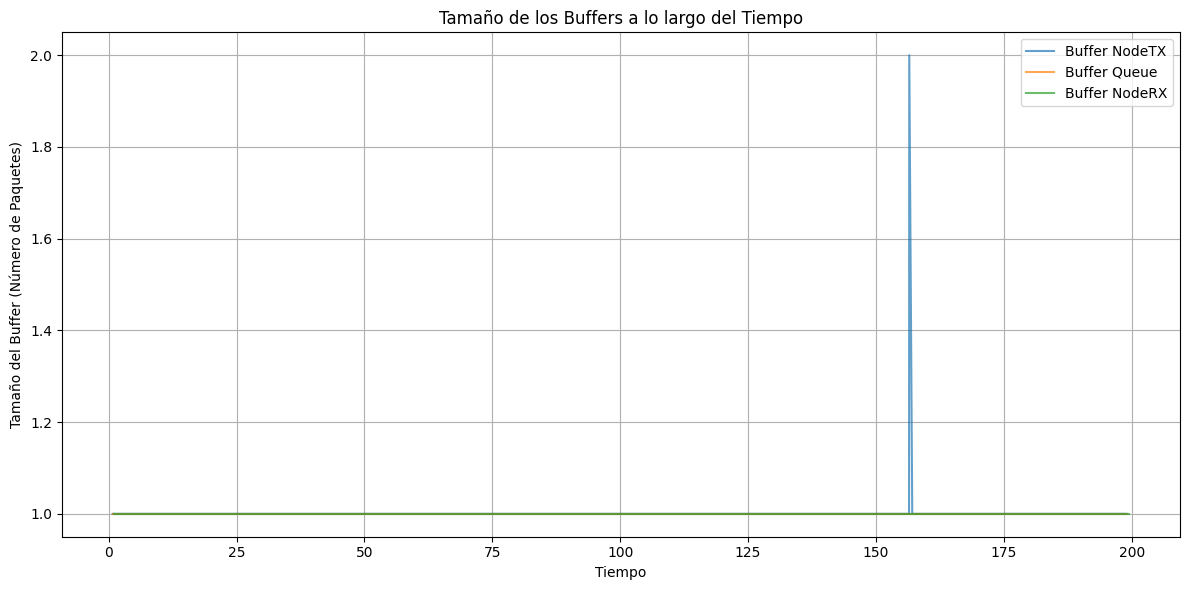 Tamaño de los Buffers a lo largo del Tiempo
Buffer NodeTX
Buffer Queue
Buffer NodeRX
Tamaño del Buffer (Número de Paquetes)
2.0
1.8
1.6
1.4
1.2
1.0
0 25 50 75 100 125 150 175 200
Tiempo